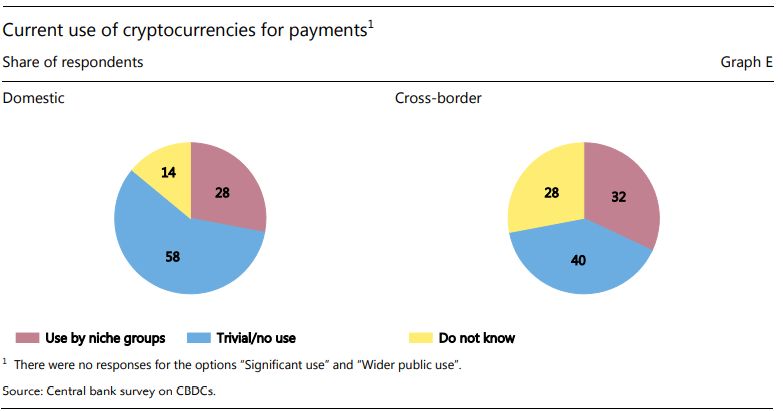 Current use of cryptocurrencies for payments1
Share of respondents Graph E
Domestic Cross-border
14 28 28 32
58 40
Use by niche groups Trivial/no use Do not know
1 There were no responses for the options “Significant use” and “Wider public use”.
Source: Central bank survey on CBDCs.